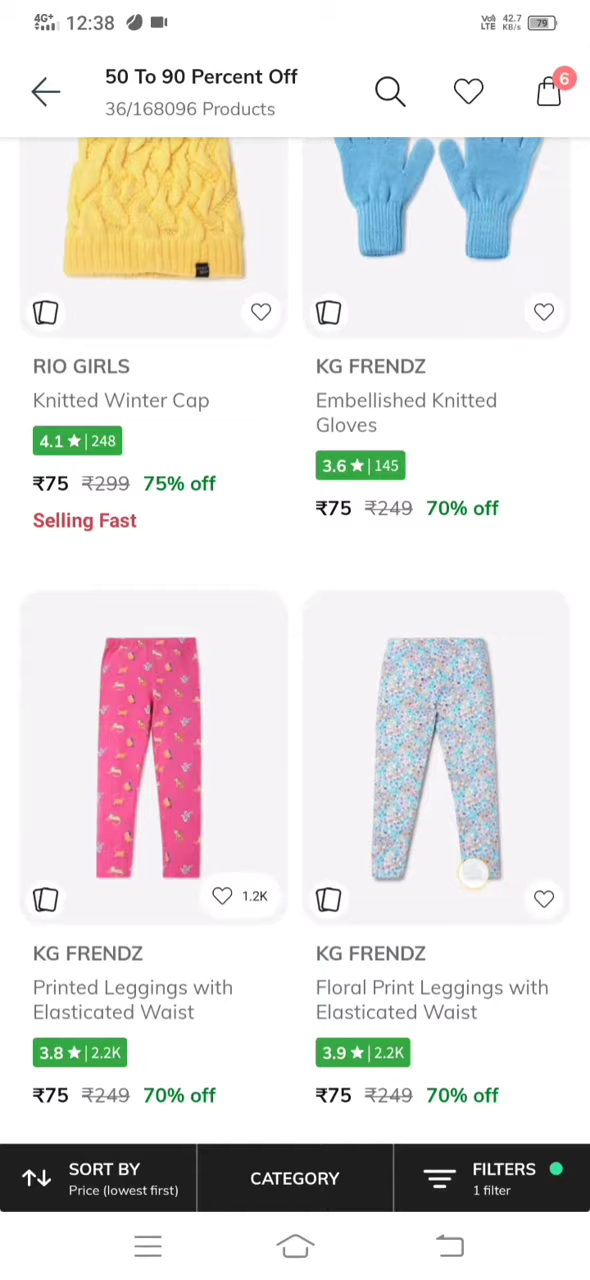 4G+ 12:38 Vo)) LTE 42.7 KB/s 79
50 To 90 Percent Off
36/168096 Products
6
RIO GIRLS
Knitted Winter Cap
4.1 ★ | 248
₹75 ₹299 75% off
Selling Fast
KG FRENDZ
Embellished Knitted
Gloves
3.6 ★ | 145
₹75 ₹249 70% off
1.2K
KG FRENDZ
Printed Leggings with
Elasticated Waist
3.8 ★ | 2.2K
₹75 ₹249 70% off
KG FRENDZ
Floral Print Leggings with
Elasticated Waist
3.9 ★ | 2.2K
₹75 ₹249 70% off
SORT BY
Price (lowest first)
CATEGORY
FILTERS
1 filter